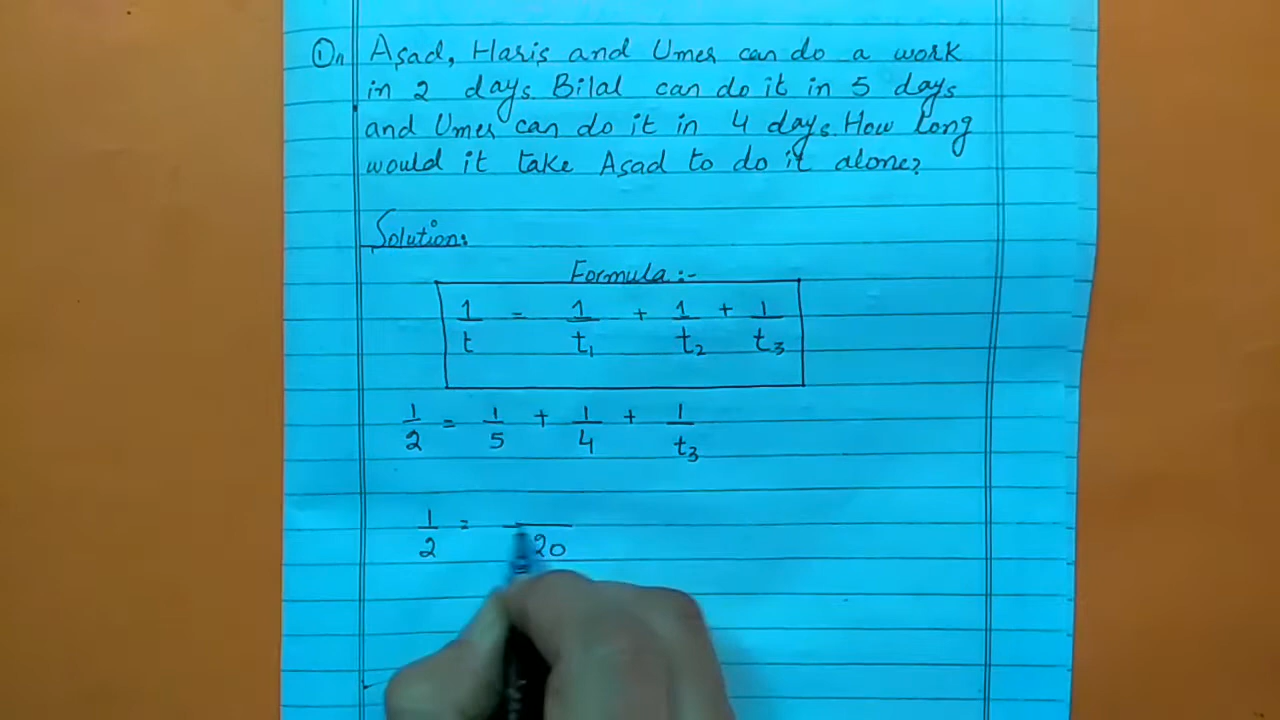 ①n Asad, Haris and Umer can do a work
in 2 days. Bilal can do it in 5 days
and Umer can do it in 4 days. How long
would it take Asad to do it alone?
Solution:
Formula:-
1/t = 1/t₁ + 1/t₂ + 1/t₃
1/2 = 1/5 + 1/4 + 1/t₃
1/2 = /20